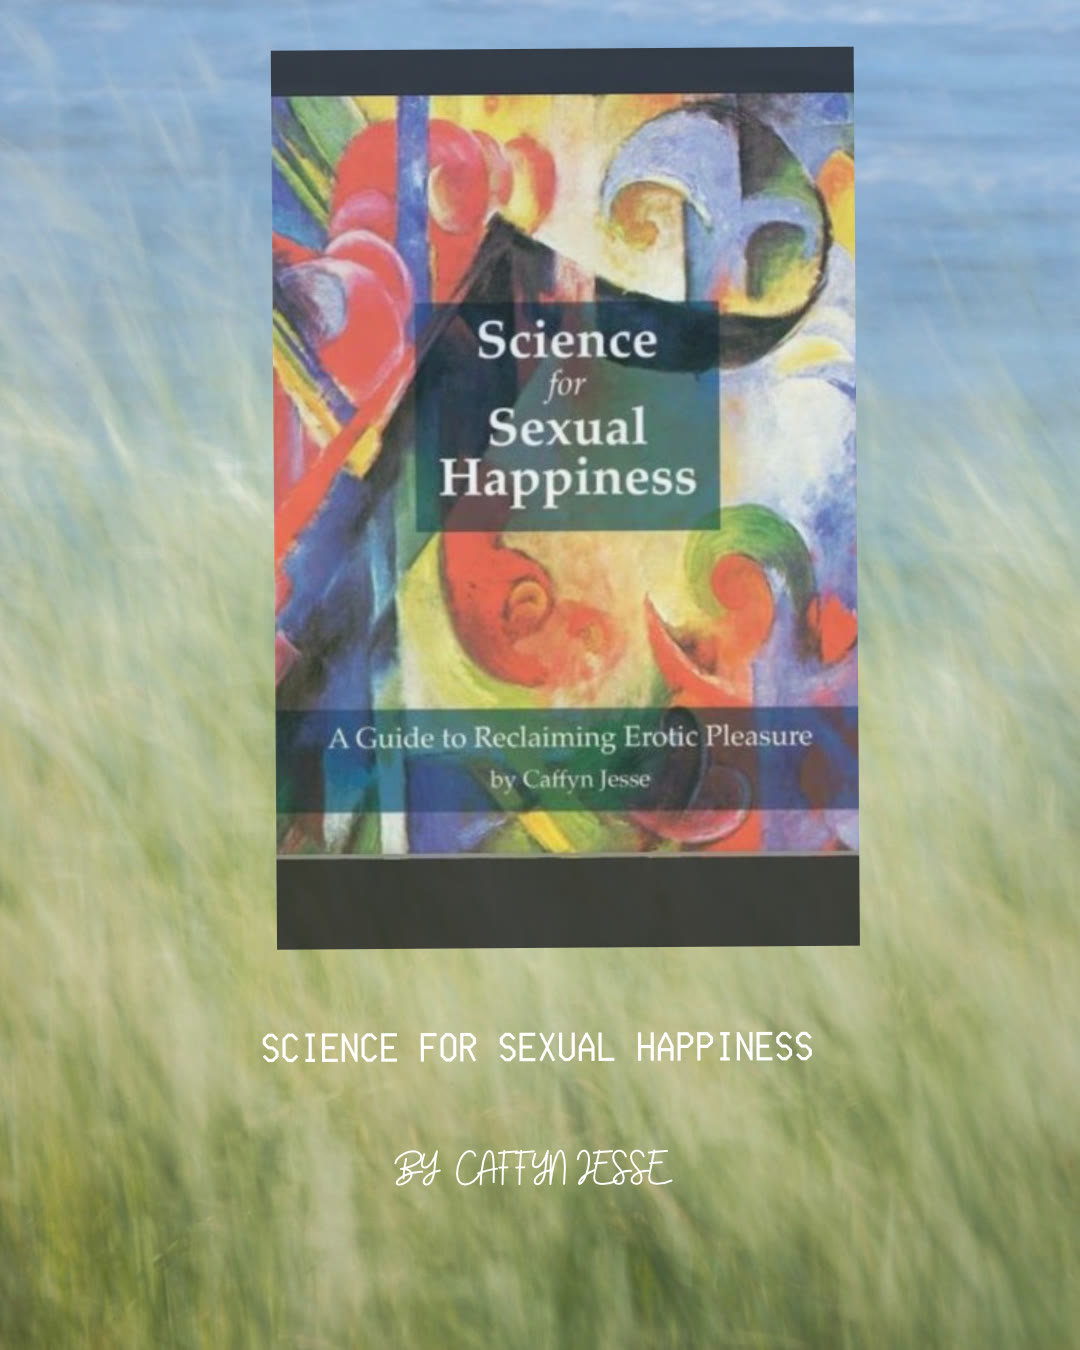 Science
for
Sexual
Happiness
A Guide to Reclaiming Erotic Pleasure
by Caffyn Jesse
SCIENCE FOR SEXUAL HAPPINESS
BY CAFFYN JESSE